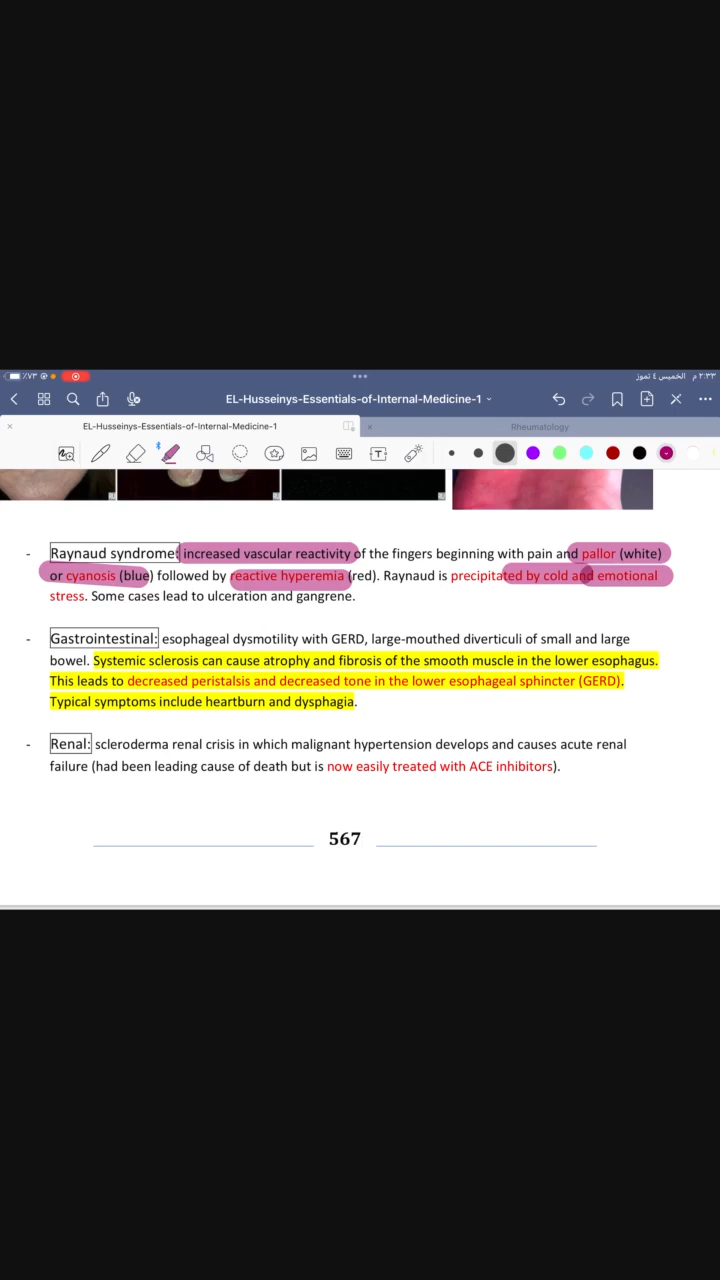 ٪٧٣
•••
٢:٣٣ م الخميس ٤ تموز
EL-Husseinys-Essentials-of-Internal-Medicine-1
EL-Husseinys-Essentials-of-Internal-Medicine-1
Rheumatology
- Raynaud syndrome: increased vascular reactivity of the fingers beginning with pain and pallor (white)
or cyanosis (blue) followed by reactive hyperemia (red). Raynaud is precipitated by cold and emotional
stress. Some cases lead to ulceration and gangrene.
- Gastrointestinal: esophageal dysmotility with GERD, large-mouthed diverticuli of small and large
bowel. Systemic sclerosis can cause atrophy and fibrosis of the smooth muscle in the lower esophagus.
This leads to decreased peristalsis and decreased tone in the lower esophageal sphincter (GERD).
Typical symptoms include heartburn and dysphagia.
- Renal: scleroderma renal crisis in which malignant hypertension develops and causes acute renal
failure (had been leading cause of death but is now easily treated with ACE inhibitors).
567